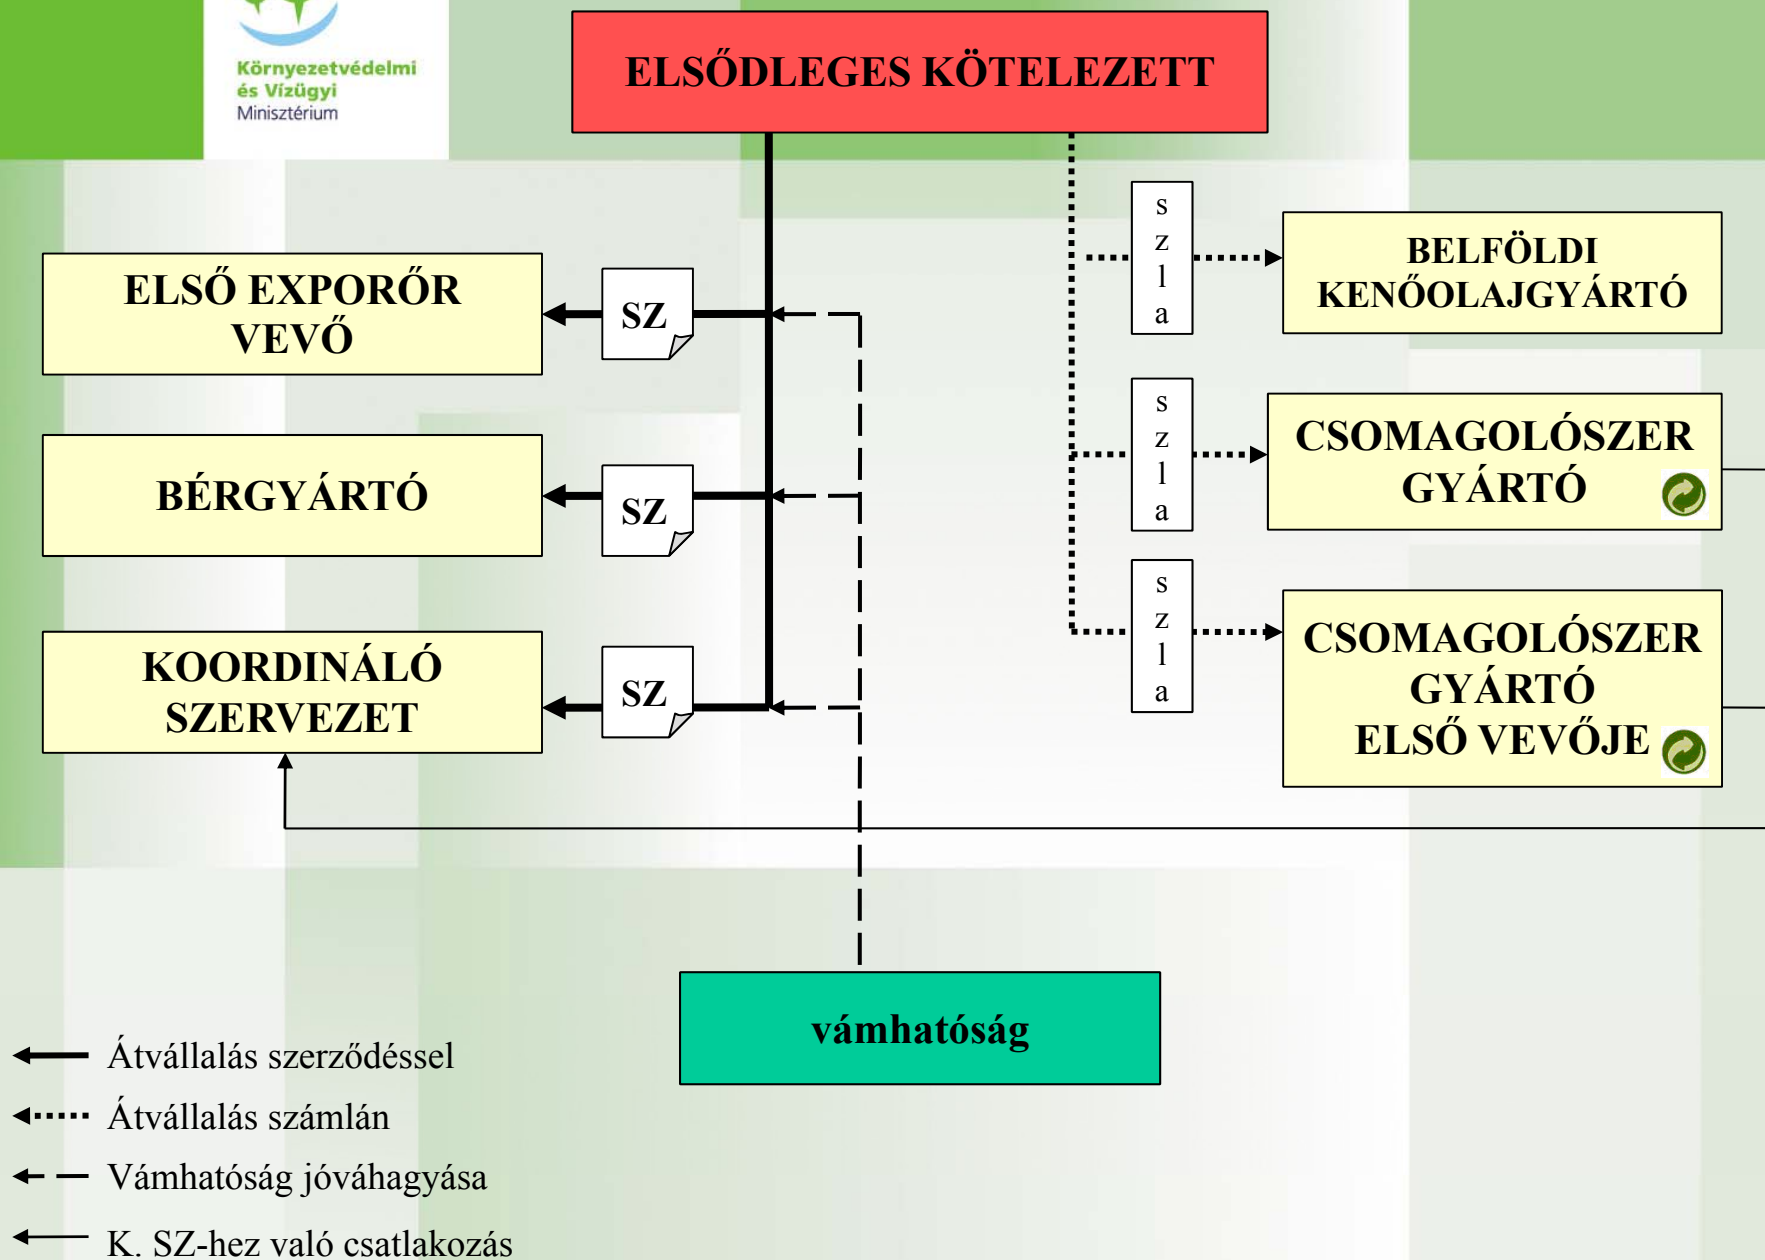 Környezetvédelmi
és Vízügyi
Minisztérium
ELSŐDLEGES KÖTELEZETT
ELSŐ EXPORŐR
VEVŐ
SZ
BÉRGYÁRTÓ
SZ
KOORDINÁLÓ
SZERVEZET
SZ
s
z
l
a
BELFÖLDI
KENŐOLAJGYÁRTÓ
s
z
l
a
CSOMAGOLÓSZER
GYÁRTÓ
s
z
l
a
CSOMAGOLÓSZER
GYÁRTÓ
ELSŐ VEVŐJE
vámhatóság
Átvállalás szerződéssel
Átvállalás számlán
Vámhatóság jóváhagyása
K. SZ-hez való csatlakozás